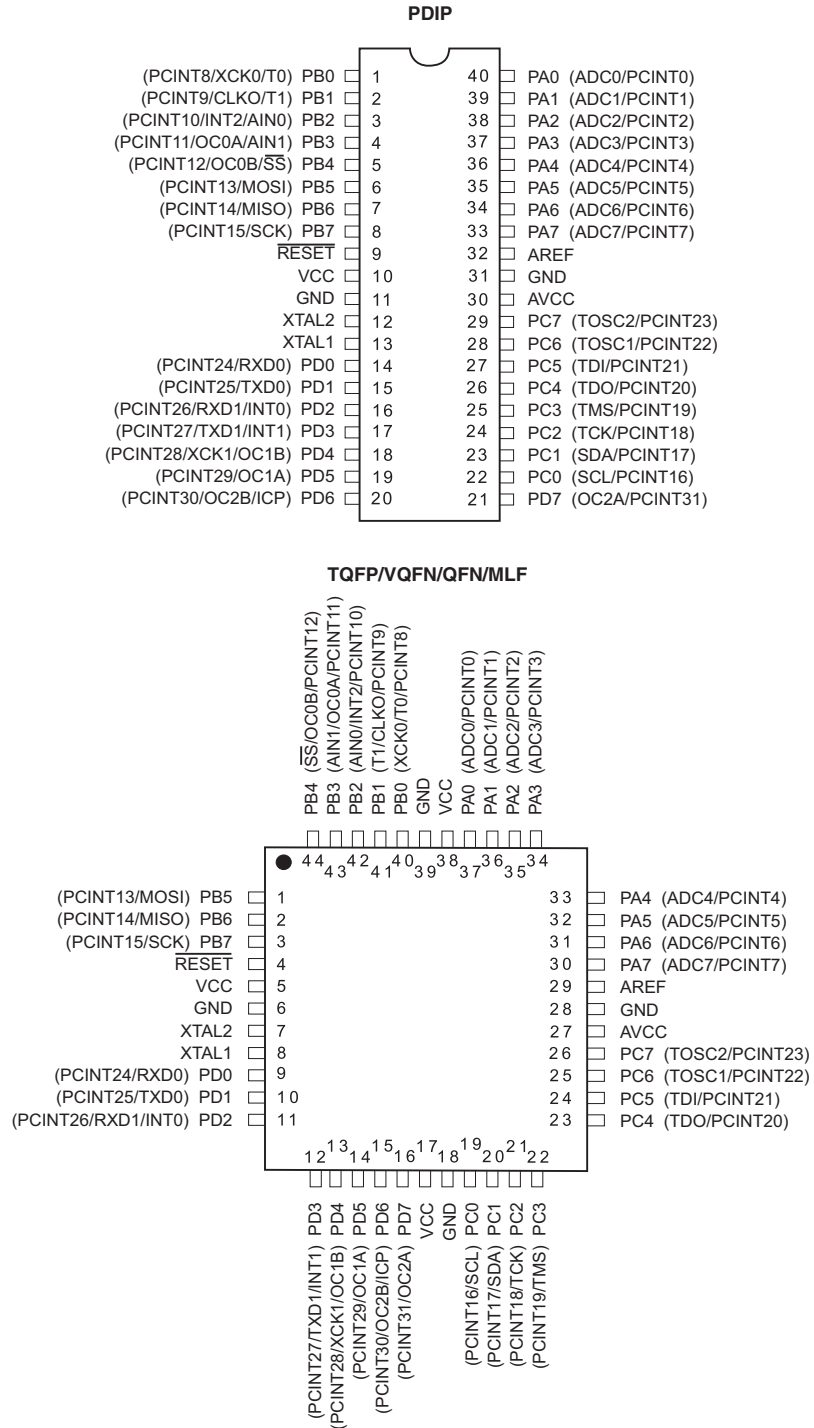 PDIP
(PCINT8/XCK0/T0) PB0 1 40 PA0 (ADC0/PCINT0)
(PCINT9/CLKO/T1) PB1 2 39 PA1 (ADC1/PCINT1)
(PCINT10/INT2/AIN0) PB2 3 38 PA2 (ADC2/PCINT2)
(PCINT11/OC0A/AIN1) PB3 4 37 PA3 (ADC3/PCINT3)
(PCINT12/OC0B/SS) PB4 5 36 PA4 (ADC4/PCINT4)
(PCINT13/MOSI) PB5 6 35 PA5 (ADC5/PCINT5)
(PCINT14/MISO) PB6 7 34 PA6 (ADC6/PCINT6)
(PCINT15/SCK) PB7 8 33 PA7 (ADC7/PCINT7)
RESET 9 32 AREF
VCC 10 31 GND
GND 11 30 AVCC
XTAL2 12 29 PC7 (TOSC2/PCINT23)
XTAL1 13 28 PC6 (TOSC1/PCINT22)
(PCINT24/RXD0) PD0 14 27 PC5 (TDI/PCINT21)
(PCINT25/TXD0) PD1 15 26 PC4 (TDO/PCINT20)
(PCINT26/RXD1/INT0) PD2 16 25 PC3 (TMS/PCINT19)
(PCINT27/TXD1/INT1) PD3 17 24 PC2 (TCK/PCINT18)
(PCINT28/XCK1/OC1B) PD4 18 23 PC1 (SDA/PCINT17)
(PCINT29/OC1A) PD5 19 22 PC0 (SCL/PCINT16)
(PCINT30/OC2B/ICP) PD6 20 21 PD7 (OC2A/PCINT31)
TQFP/VQFN/QFN/MLF
PB4 (SS/OC0B/PCINT12)
PB3 (AIN1/OC0A/PCINT11)
PB2 (AIN0/INT2/PCINT10)
PB1 (T1/CLKO/PCINT9)
PB0 (XCK0/T0/PCINT8)
GND
VCC
PA0 (ADC0/PCINT0)
PA1 (ADC1/PCINT1)
PA2 (ADC2/PCINT2)
PA3 (ADC3/PCINT3)
44 43 42 41 40 39 38 37 36 35 34
(PCINT13/MOSI) PB5 1 33 PA4 (ADC4/PCINT4)
(PCINT14/MISO) PB6 2 32 PA5 (ADC5/PCINT5)
(PCINT15/SCK) PB7 3 31 PA6 (ADC6/PCINT6)
RESET 4 30 PA7 (ADC7/PCINT7)
VCC 5 29 AREF
GND 6 28 GND
XTAL2 7 27 AVCC
XTAL1 8 26 PC7 (TOSC2/PCINT23)
(PCINT24/RXD0) PD0 9 25 PC6 (TOSC1/PCINT22)
(PCINT25/TXD0) PD1 10 24 PC5 (TDI/PCINT21)
(PCINT26/RXD1/INT0) PD2 11 23 PC4 (TDO/PCINT20)
12 13 14 15 16 17 18 19 20 21 22
(PCINT27/TXD1/INT1) PD3
(PCINT28/XCK1/OC1B) PD4
(PCINT29/OC1A) PD5
(PCINT30/OC2B/ICP) PD6
(PCINT31/OC2A) PD7
VCC
GND
(PCINT16/SCL) PC0
(PCINT17/SDA) PC1
(PCINT18/TCK) PC2
(PCINT19/TMS) PC3